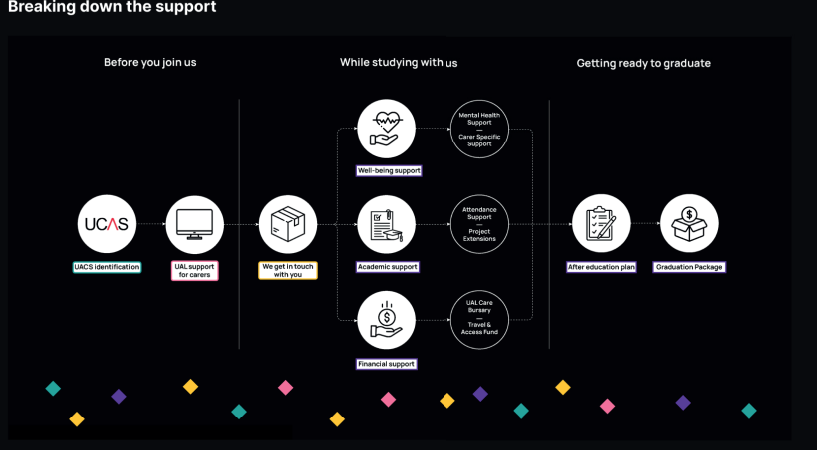 Breaking down the support
Before you join us
While studying with us
Getting ready to graduate
Mental Health
Support
—
Carer Specific
Support
Well-being support
UCAS
UACS identification
UAL support
for carers
We get in touch
with you
Attendance
Support
—
Project
Extensions
Academic support
After education plan
Graduation Package
UAL Care
Bursary
—
Travel &
Access Fund
Financial support